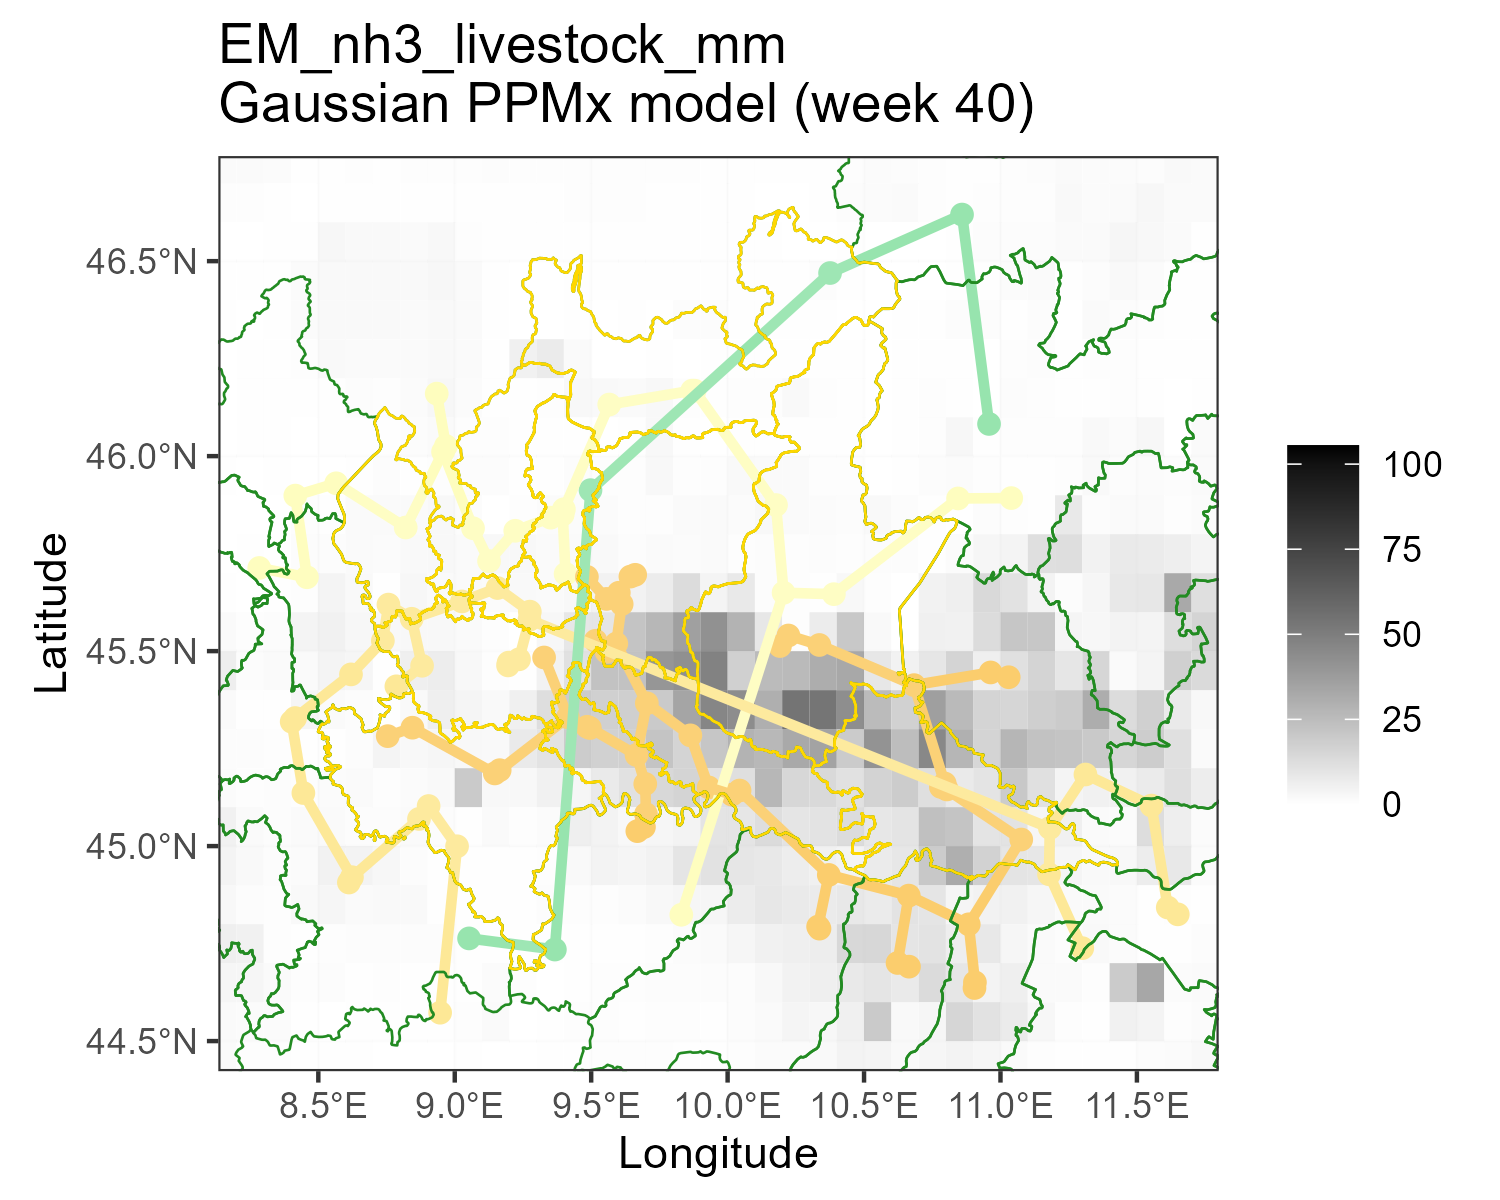 EM_nh3_livestock_mm
Gaussian PPMx model (week 40)
46.5°N
46.0°N
45.5°N
45.0°N
44.5°N
Latitude
8.5°E
9.0°E
9.5°E
10.0°E
10.5°E
11.0°E
11.5°E
Longitude
100
75
50
25
0